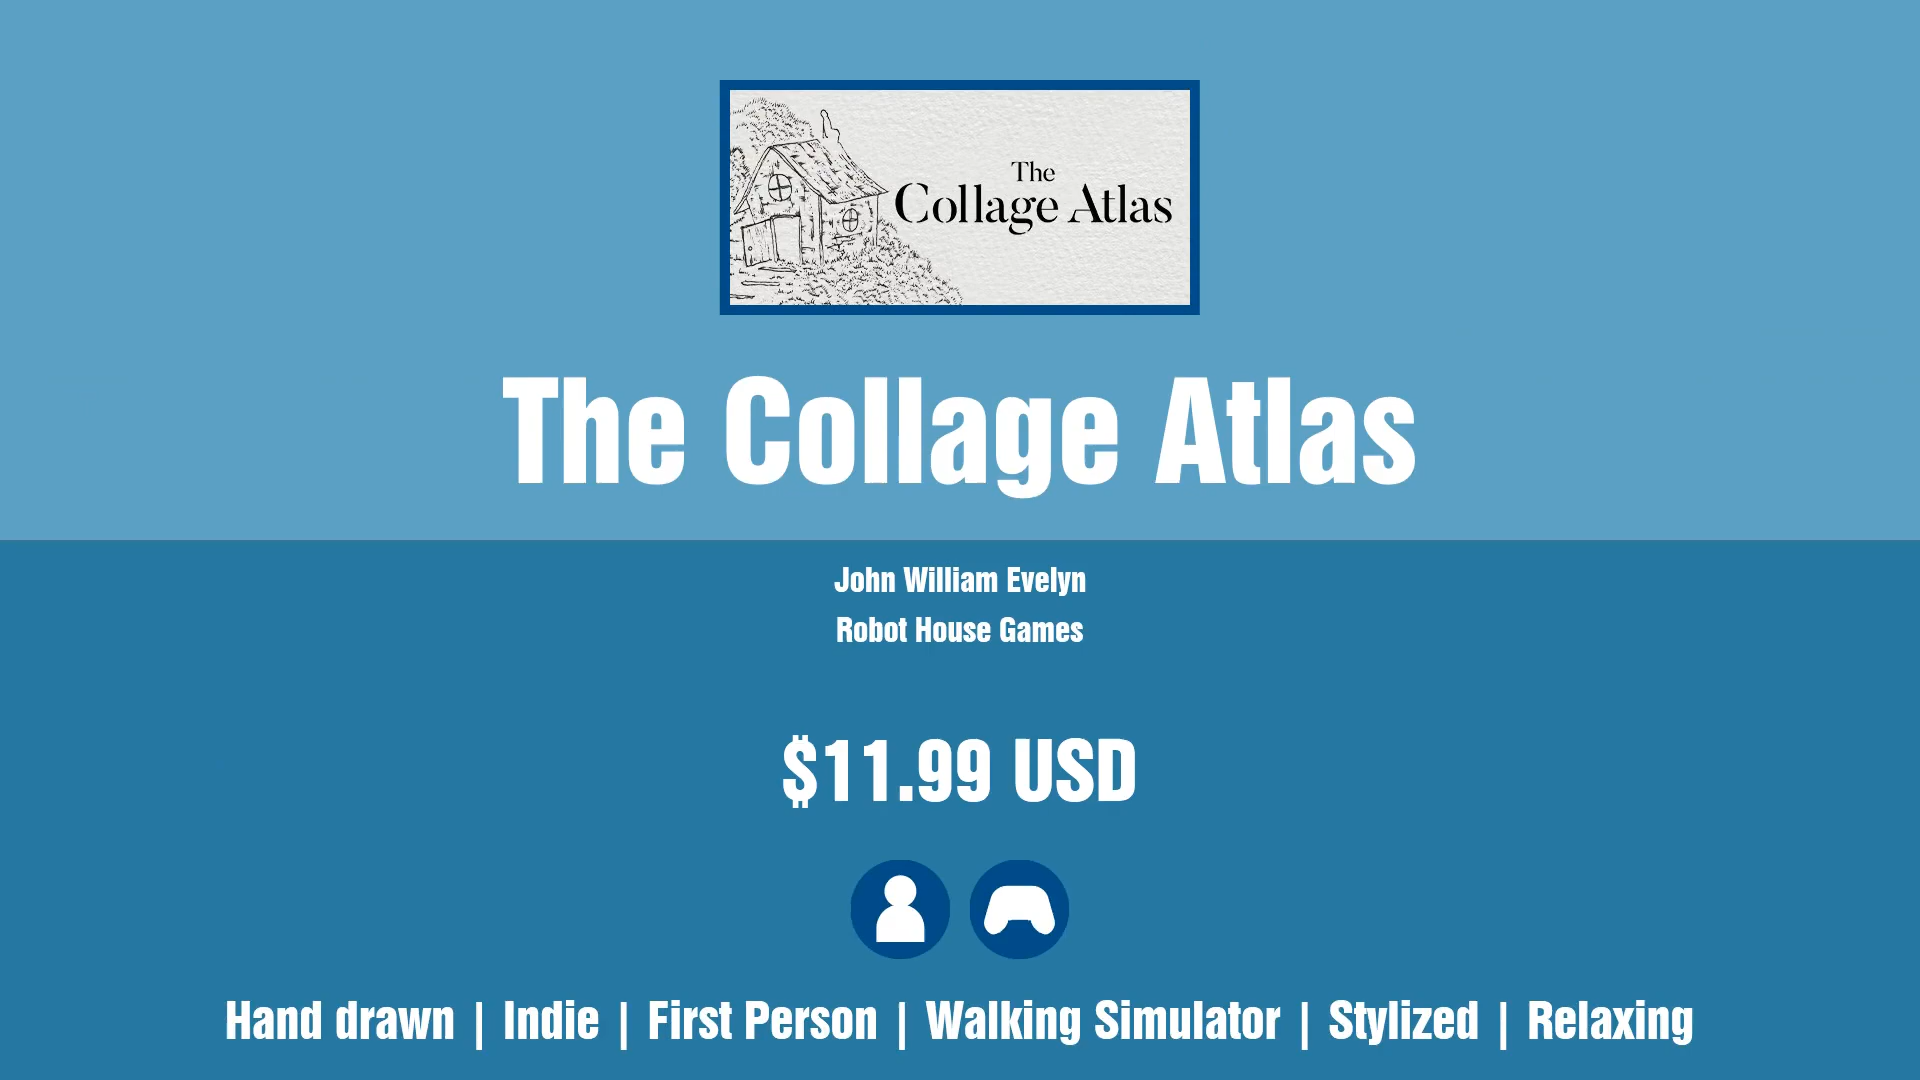 The
Collage Atlas
The Collage Atlas
John William Evelyn
Robot House Games
$11.99 USD
Hand drawn | Indie | First Person | Walking Simulator | Stylized | Relaxing